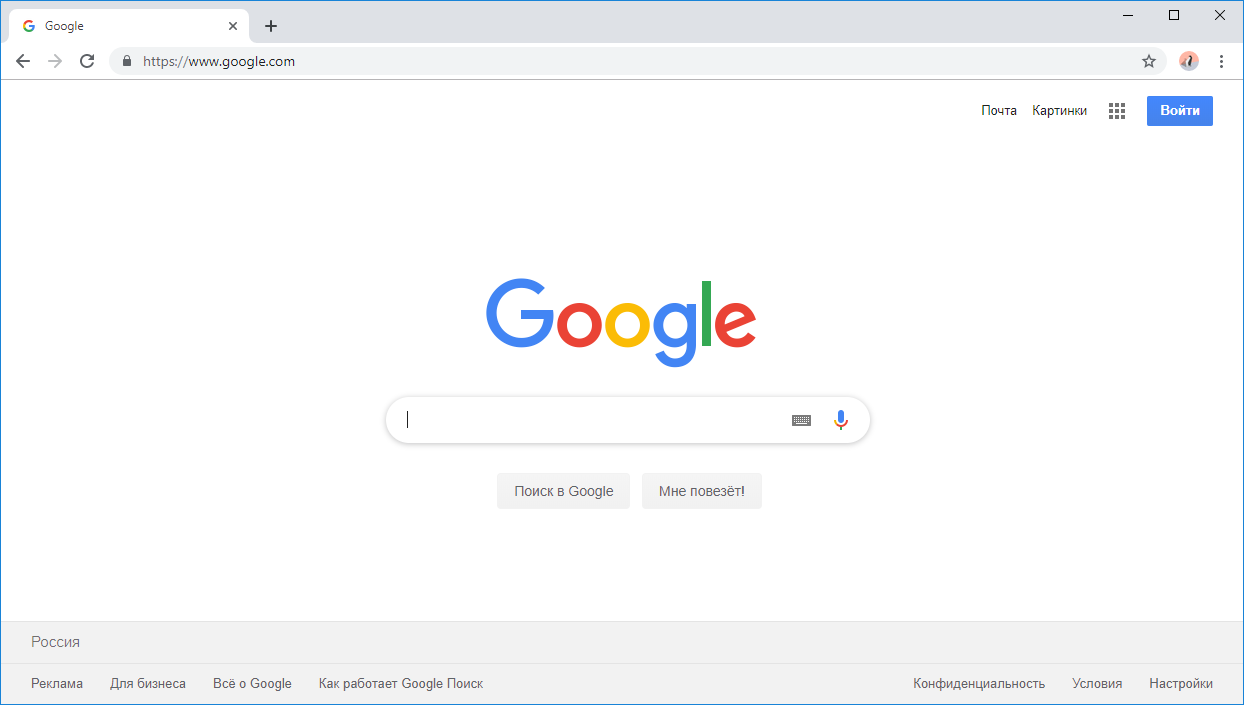 Google
https://www.google.com
Почта Картинки Войти
Google
Поиск в Google Мне повезёт!
Россия
Реклама Для бизнеса Всё о Google Как работает Google Поиск Конфиденциальность Условия Настройки